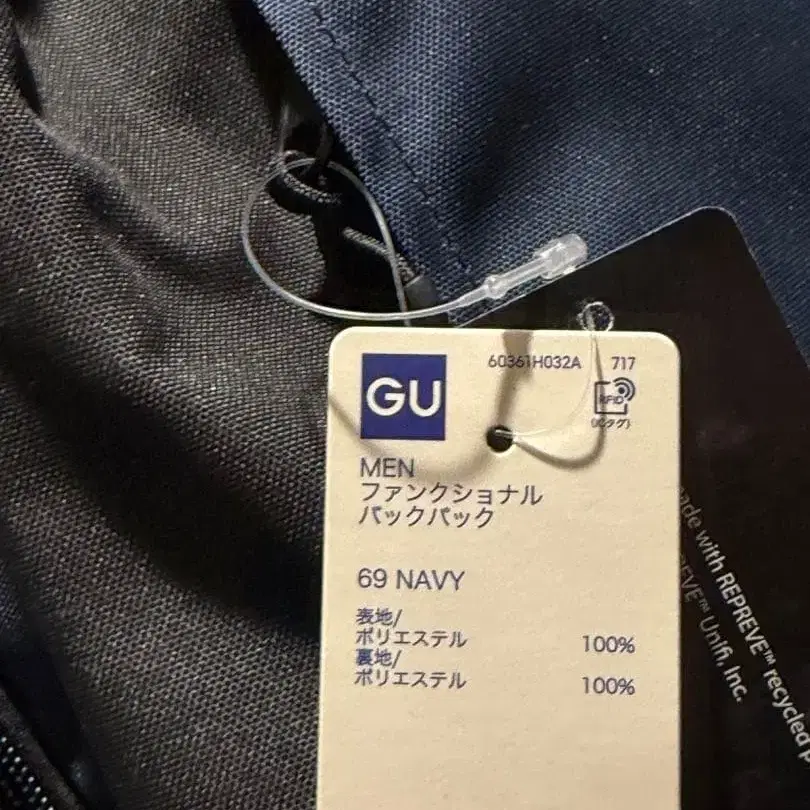 GU
60361H032A 717
RFID
(ICタグ)
MEN
ファンクショナル
バックパック
69 NAVY
表地/
ポリエステル 100%
裏地/
ポリエステル 100%
made with REPREVE™ recycled
REPREVE™ Unifi, Inc.